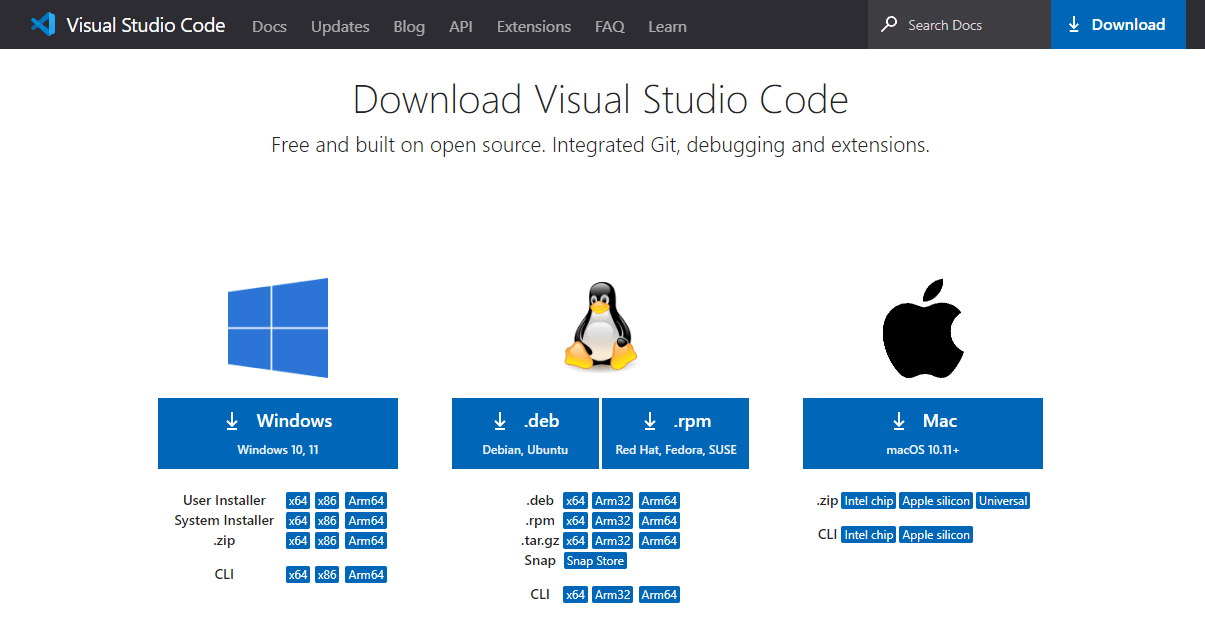 Visual Studio Code Docs Updates Blog API Extensions FAQ Learn Search Docs Download
Download Visual Studio Code
Free and built on open source. Integrated Git, debugging and extensions.
Windows
Windows 10, 11
User Installer x64 x86 Arm64
System Installer x64 x86 Arm64
.zip x64 x86 Arm64
CLI x64 x86 Arm64
.deb
Debian, Ubuntu
.rpm
Red Hat, Fedora, SUSE
.deb x64 Arm32 Arm64
.rpm x64 Arm32 Arm64
.tar.gz x64 Arm32 Arm64
Snap Snap Store
CLI x64 Arm32 Arm64
Mac
macOS 10.11+
.zip Intel chip Apple silicon Universal
CLI Intel chip Apple silicon